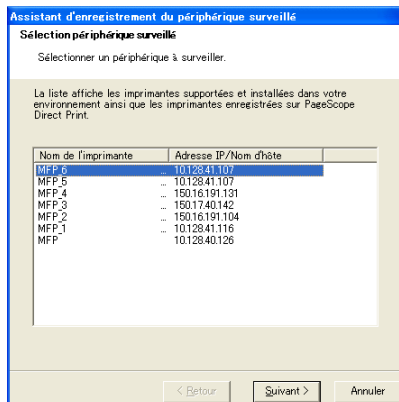 Assistant d'enregistrement du périphérique surveillé
Sélection périphérique surveillé
Sélectionner un périphérique à surveiller.
La liste affiche les imprimantes supportées et installées dans votre
environnement ainsi que les imprimantes enregistrées sur PageScope
Direct Print.
Nom de l'imprimante Adresse IP/Nom d'hôte
MFP_6 ... 10.128.41.107
MFP_5 ... 10.128.41.107
MFP_4 ... 150.16.191.131
MFP_3 ... 150.17.40.142
MFP_2 ... 150.16.191.104
MFP_1 ... 10.128.41.116
MFP 10.128.40.126
< Retour Suivant > Annuler